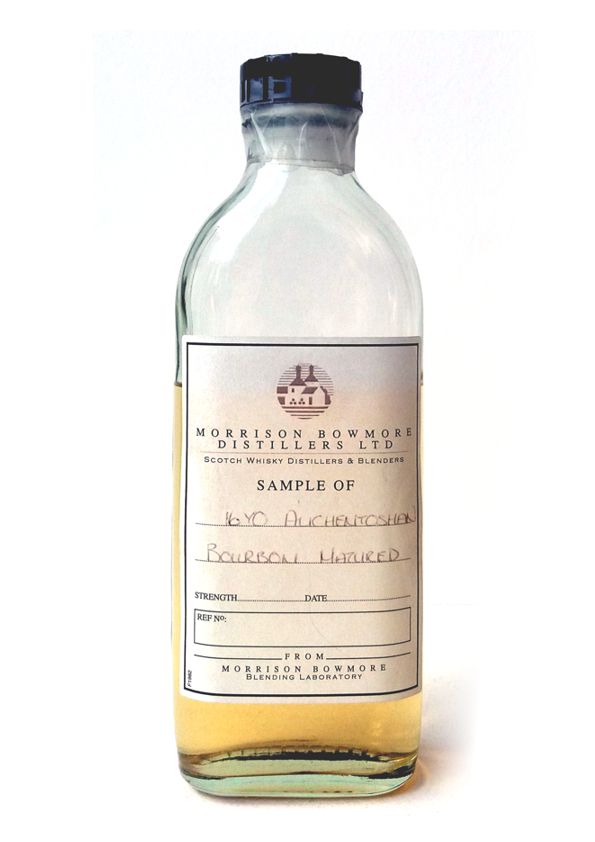 MORRISON BOWMORE
DISTILLERS LTD
SCOTCH WHISKY DISTILLERS & BLENDERS
SAMPLE OF
16 YO AUCHENTOSHAN
BOURBON MATURED
STRENGTH DATE
REF No:
FROM
MORRISON BOWMORE
BLENDING LABORATORY
F1982